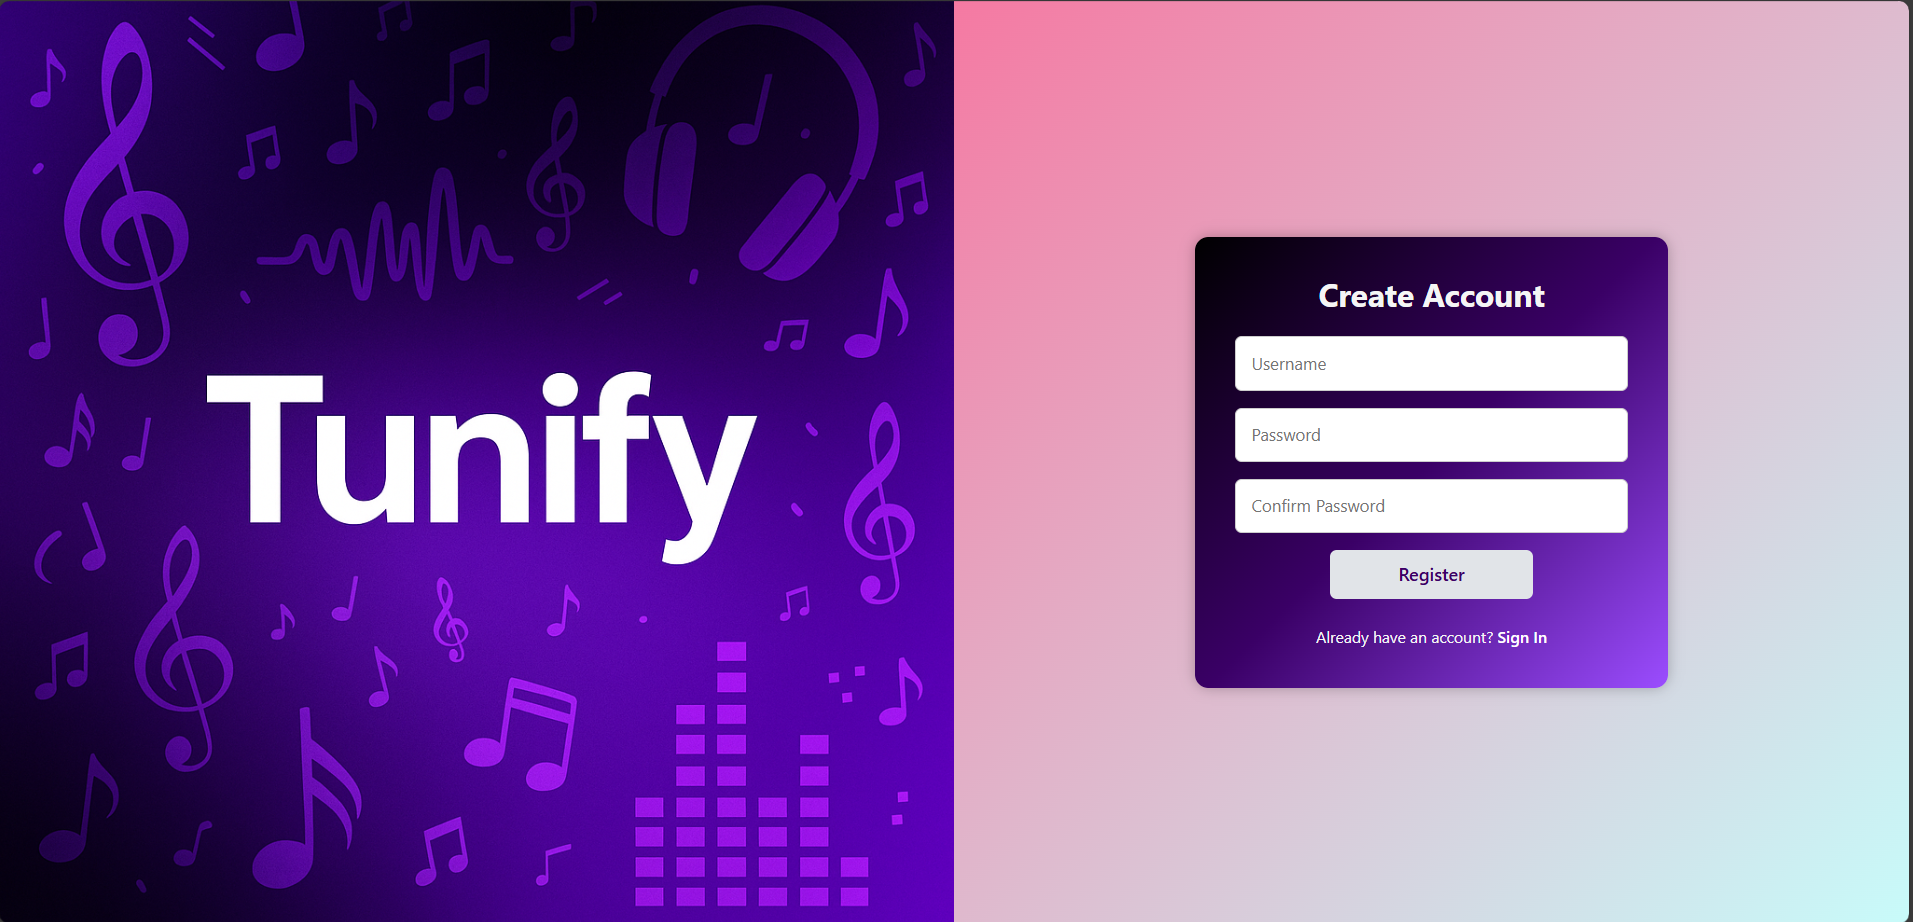 Tunify
Create Account
Username
Password
Confirm Password
Register
Already have an account? Sign In